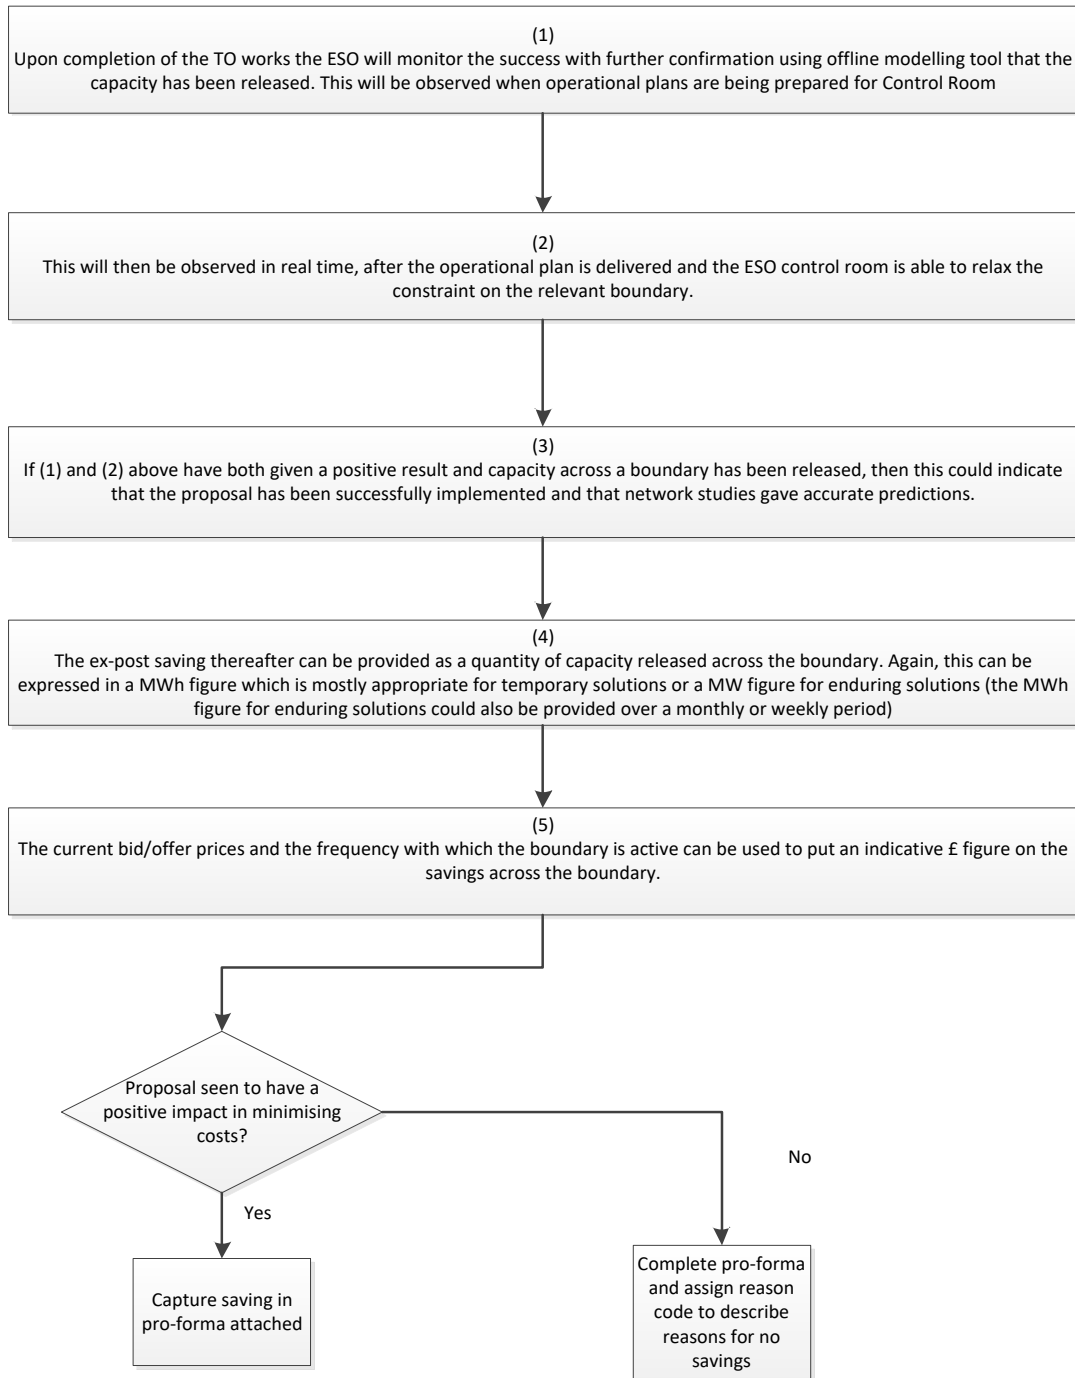 (1)
Upon completion of the TO works the ESO will monitor the success with further confirmation using offline modelling tool that the
capacity has been released. This will be observed when operational plans are being prepared for Control Room
(2)
This will then be observed in real time, after the operational plan is delivered and the ESO control room is able to relax the
constraint on the relevant boundary.
(3)
If (1) and (2) above have both given a positive result and capacity across a boundary has been released, then this could indicate
that the proposal has been successfully implemented and that network studies gave accurate predictions.
(4)
The ex-post saving thereafter can be provided as a quantity of capacity released across the boundary. Again, this can be
expressed in a MWh figure which is mostly appropriate for temporary solutions or a MW figure for enduring solutions (the MWh
figure for enduring solutions could also be provided over a monthly or weekly period)
(5)
The current bid/offer prices and the frequency with which the boundary is active can be used to put an indicative £ figure on the
savings across the boundary.
Proposal seen to have a
positive impact in minimising
costs?
No
Yes
Capture saving in
pro-forma attached
Complete pro-forma
and assign reason
code to describe
reasons for no
savings